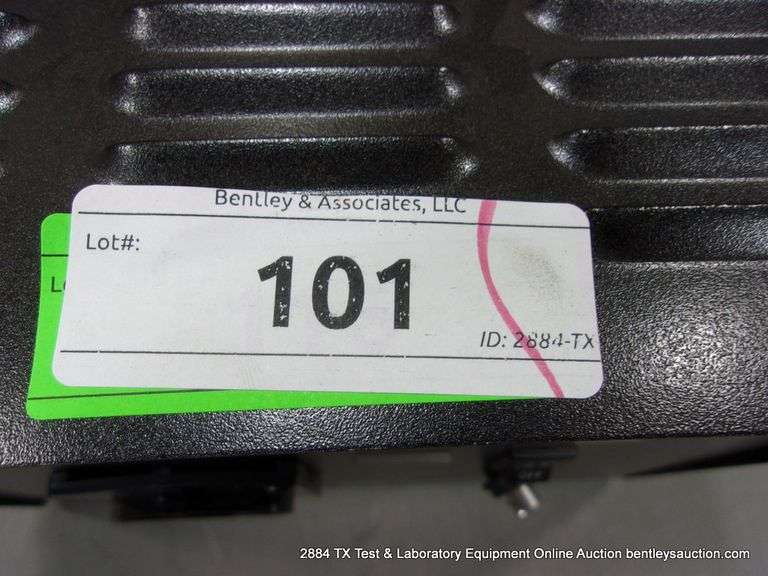 Bentley & Associates, LLC
Lot#:
101
ID: 2884-TX
2884 TX Test & Laboratory Equipment Online Auction bentleysauction.com